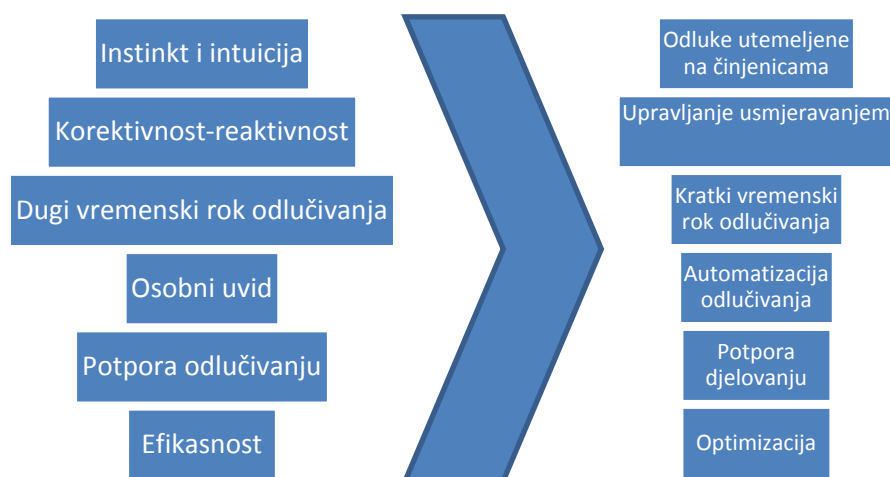 Instinkt i intuicija
Korektivnost-reaktivnost
Dugi vremenski rok odlučivanja
Osobni uvid
Potpora odlučivanju
Efikasnost
Odluke utemeljene
na činjenicama
Upravljanje usmjeravanjem
Kratki vremenski
rok odlučivanja
Automatizacija
odlučivanja
Potpora
djelovanju
Optimizacija